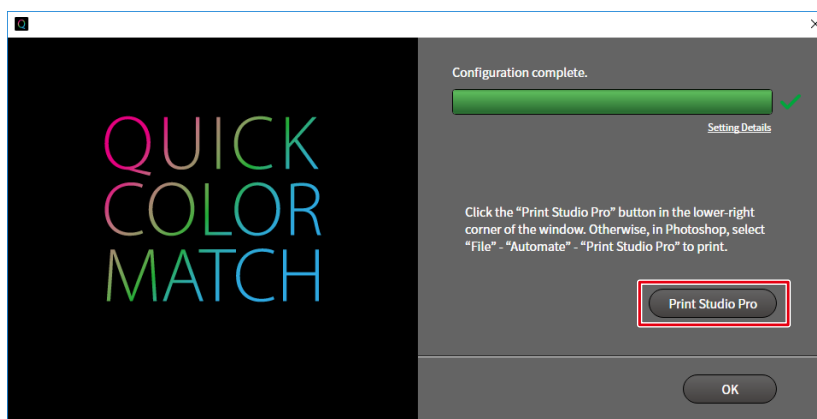 Q
QUICK
COLOR
MATCH
Configuration complete.
Setting Details
Click the “Print Studio Pro” button in the lower-right
corner of the window. Otherwise, in Photoshop, select
“File” - “Automate” - “Print Studio Pro” to print.
Print Studio Pro
OK